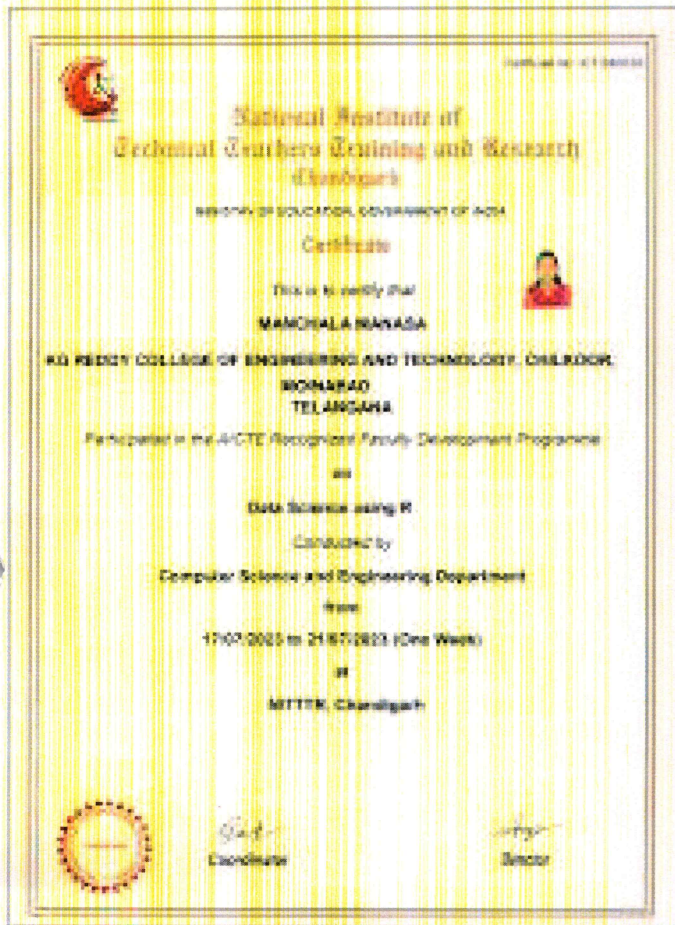 National Institute of
Technical Teachers Training and Research
Chandigarh
MINISTRY OF EDUCATION, GOVERNMENT OF INDIA
Certificate
This is to certify that
MANCHALA MANASA
KG REDDY COLLEGE OF ENGINEERING AND TECHNOLOGY, CHILKOOR,
MOINABAD
TELANGANA
Participated in the AICTE Recognized Faculty Development Programme
on
Data Science using R
Conducted by
Computer Science and Engineering Department
from
17/07/2023 to 21/07/2023 (One Week)
at
NITTTR, Chandigarh
Coordinator
Director